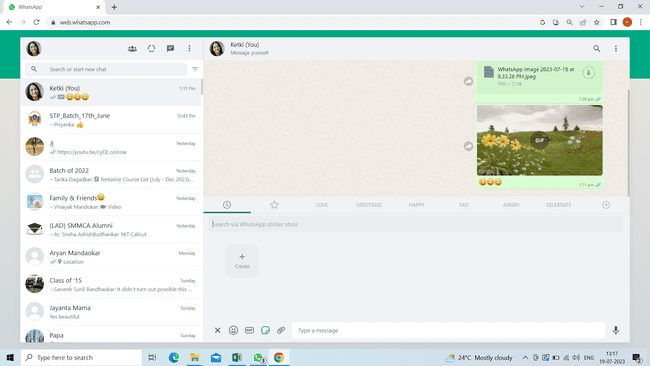 WhatsApp
web.whatsapp.com
Search or start new chat
Ketki (You)
1:11 Pm
GIF
STP_Batch_17th_June
12:43 Pm
~Priyanka:
Yesterday
https://youtu.be/
Batch of 2022
Yesterday
~Tarika Dagadkar: Tentative Course List (July - Dec 2023)...
Family & Friends
Yesterday
~Vinayak Mandokar: Video
(LAD) SMMCA Alumni
Yesterday
~Ar. Sneha AshishBodhankar: NIT Calicut
Aryan Mandaokar
Monday
Location
Class of '15
Sunday
~Sarvesh Sunil Bandhaokar: It didn't turn out possible this ...
Jayanta Mama
Sunday
Yes beautiful
Papa
Sunday
Ketki (You)
Message yourself
WhatsApp Image 2023-07-18 at
8.33.26 PM.jpeg
1:06 pm
GIF
1:11 pm
LOVE
GREETINGS
HAPPY
SAD
ANGRY
CELEBRATE
Search via WhatsApp sticker store
Create
GIF
Type a message
Type here to search
24°C Mostly cloudy
ENG
13:17
19-07-2023